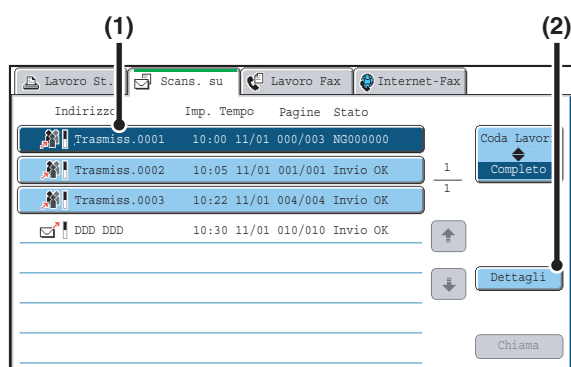 (1) (2)
Lavoro St. Scans. su Lavoro Fax Internet-Fax
Indirizzo Imp. Tempo Pagine Stato
Trasmiss.0001 10:00 11/01 000/003 NG000000
Trasmiss.0002 10:05 11/01 001/001 Invio OK
Trasmiss.0003 10:22 11/01 004/004 Invio OK
DDD DDD 10:30 11/01 010/010 Invio OK
1
1
Coda Lavori
Completo
Dettagli
Chiama